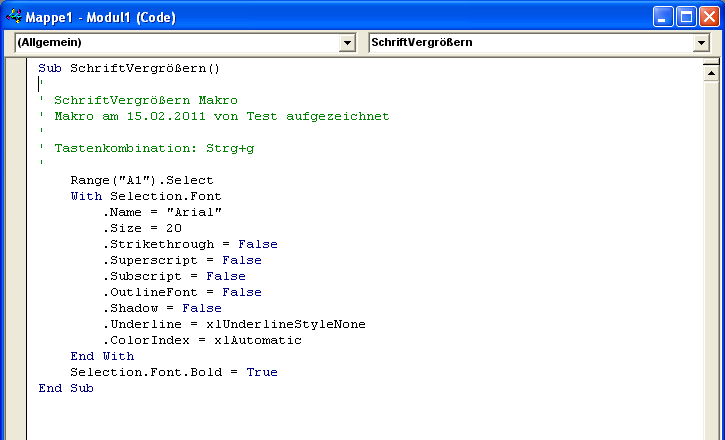 Mappe1 - Modul1 (Code)
(Allgemein) SchriftVergrößern
Sub SchriftVergrößern()
'
' SchriftVergrößern Makro
' Makro am 15.02.2011 von Test aufgezeichnet
'
' Tastenkombination: Strg+g
'
    Range("A1").Select
    With Selection.Font
        .Name = "Arial"
        .Size = 20
        .Strikethrough = False
        .Superscript = False
        .Subscript = False
        .OutlineFont = False
        .Shadow = False
        .Underline = xlUnderlineStyleNone
        .ColorIndex = xlAutomatic
    End With
    Selection.Font.Bold = True
End Sub